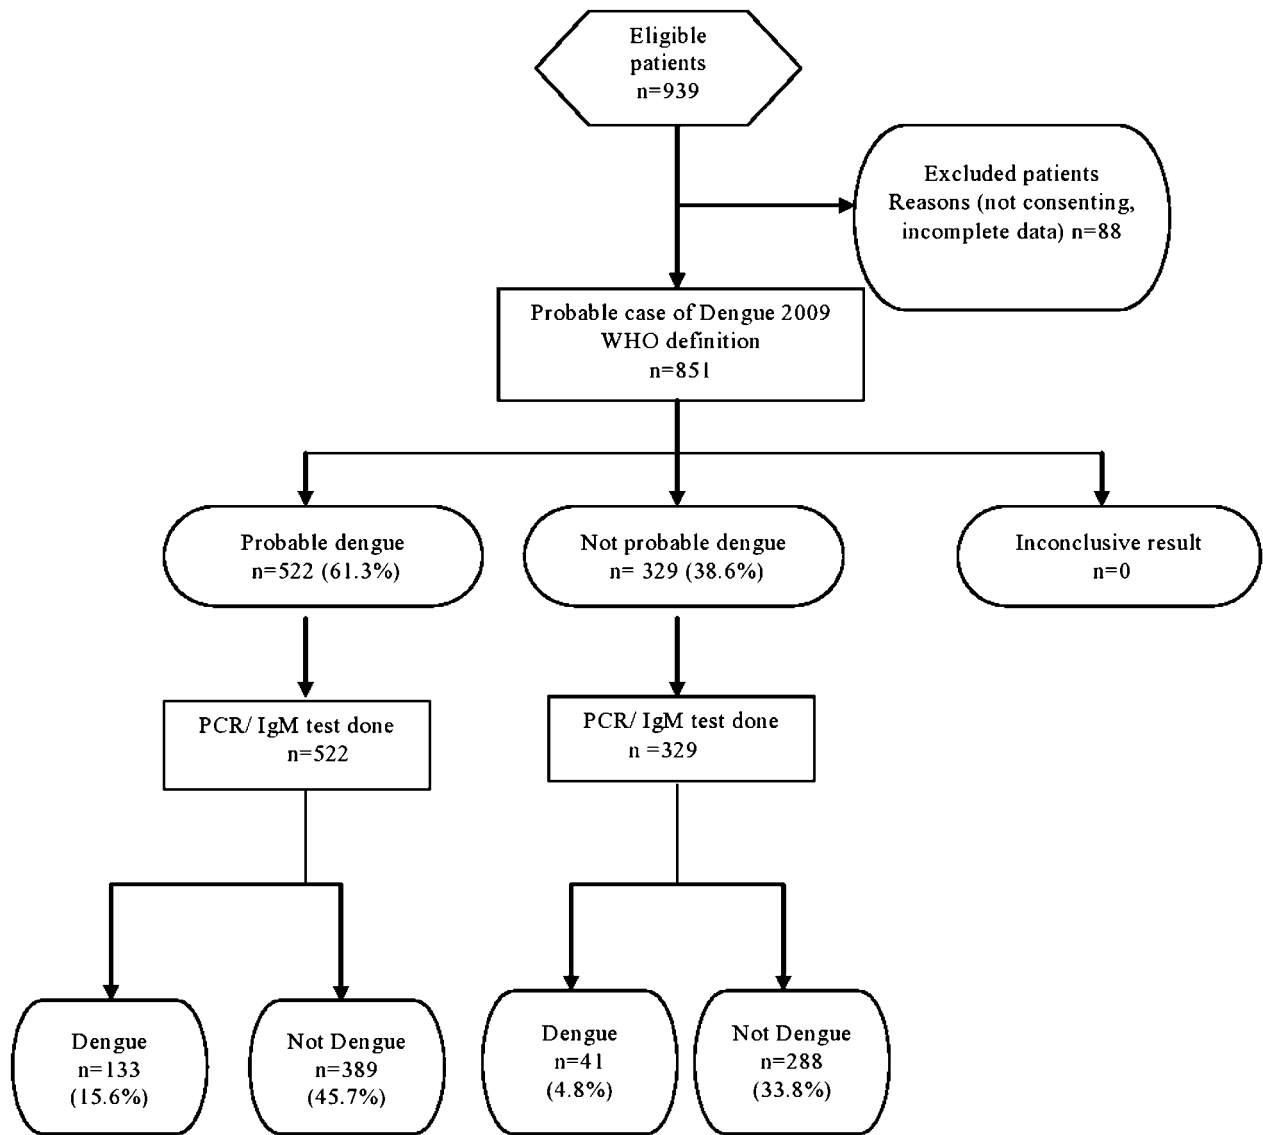 Eligible
patients
n=939
Excluded patients
Reasons (not consenting,
incomplete data) n=88
Probable case of Dengue 2009
WHO definition
n=851
Probable dengue
n=522 (61.3%)
Not probable dengue
n= 329 (38.6%)
Inconclusive result
n=0
PCR/ IgM test done
n=522
PCR/ IgM test done
n =329
Dengue
n=133
(15.6%)
Not Dengue
n=389
(45.7%)
Dengue
n=41
(4.8%)
Not Dengue
n=288
(33.8%)